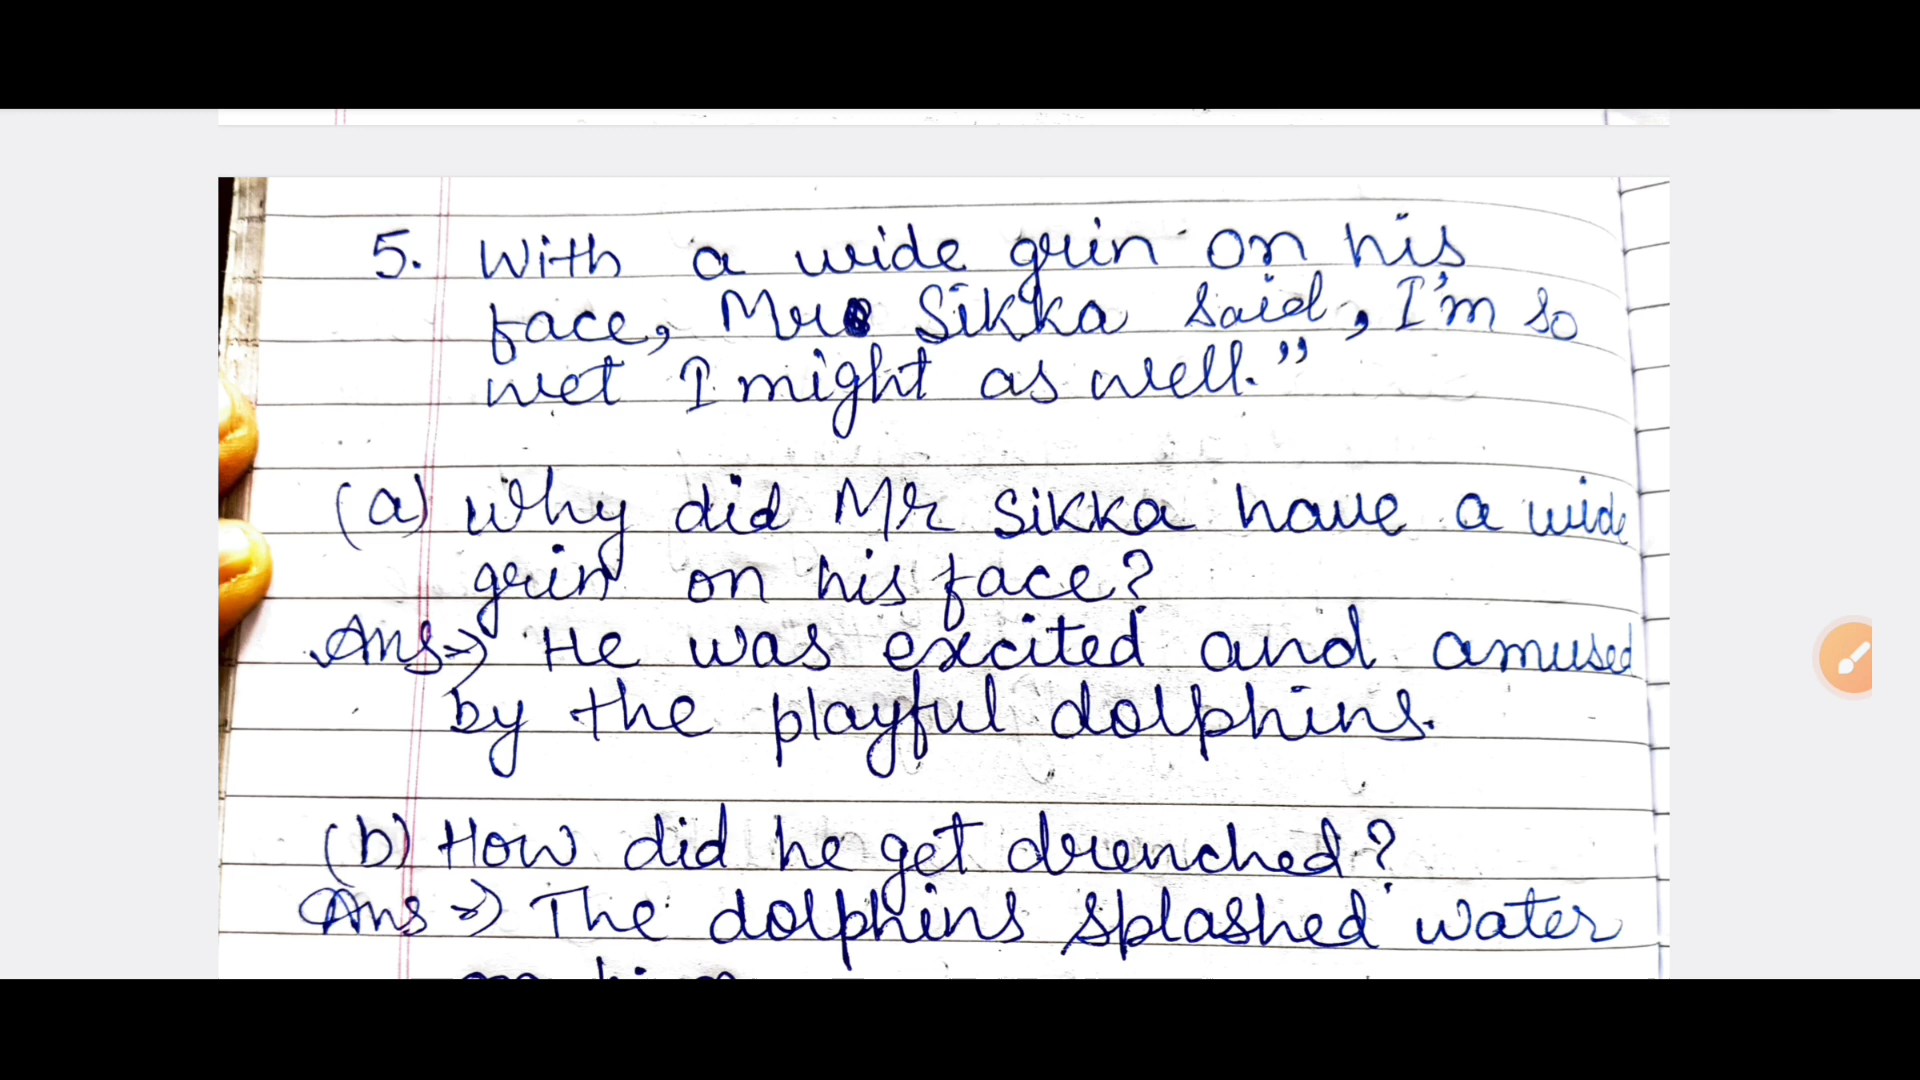 5. With a wide grin on his
face, Mr Sikka said, I'm so
wet I might as well."
(a) Why did Mr Sikka have a wide
grin on his face?
Ans → He was excited and amused
by the playful dolphins.
(b) How did he get drenched?
Ans → The dolphins splashed water